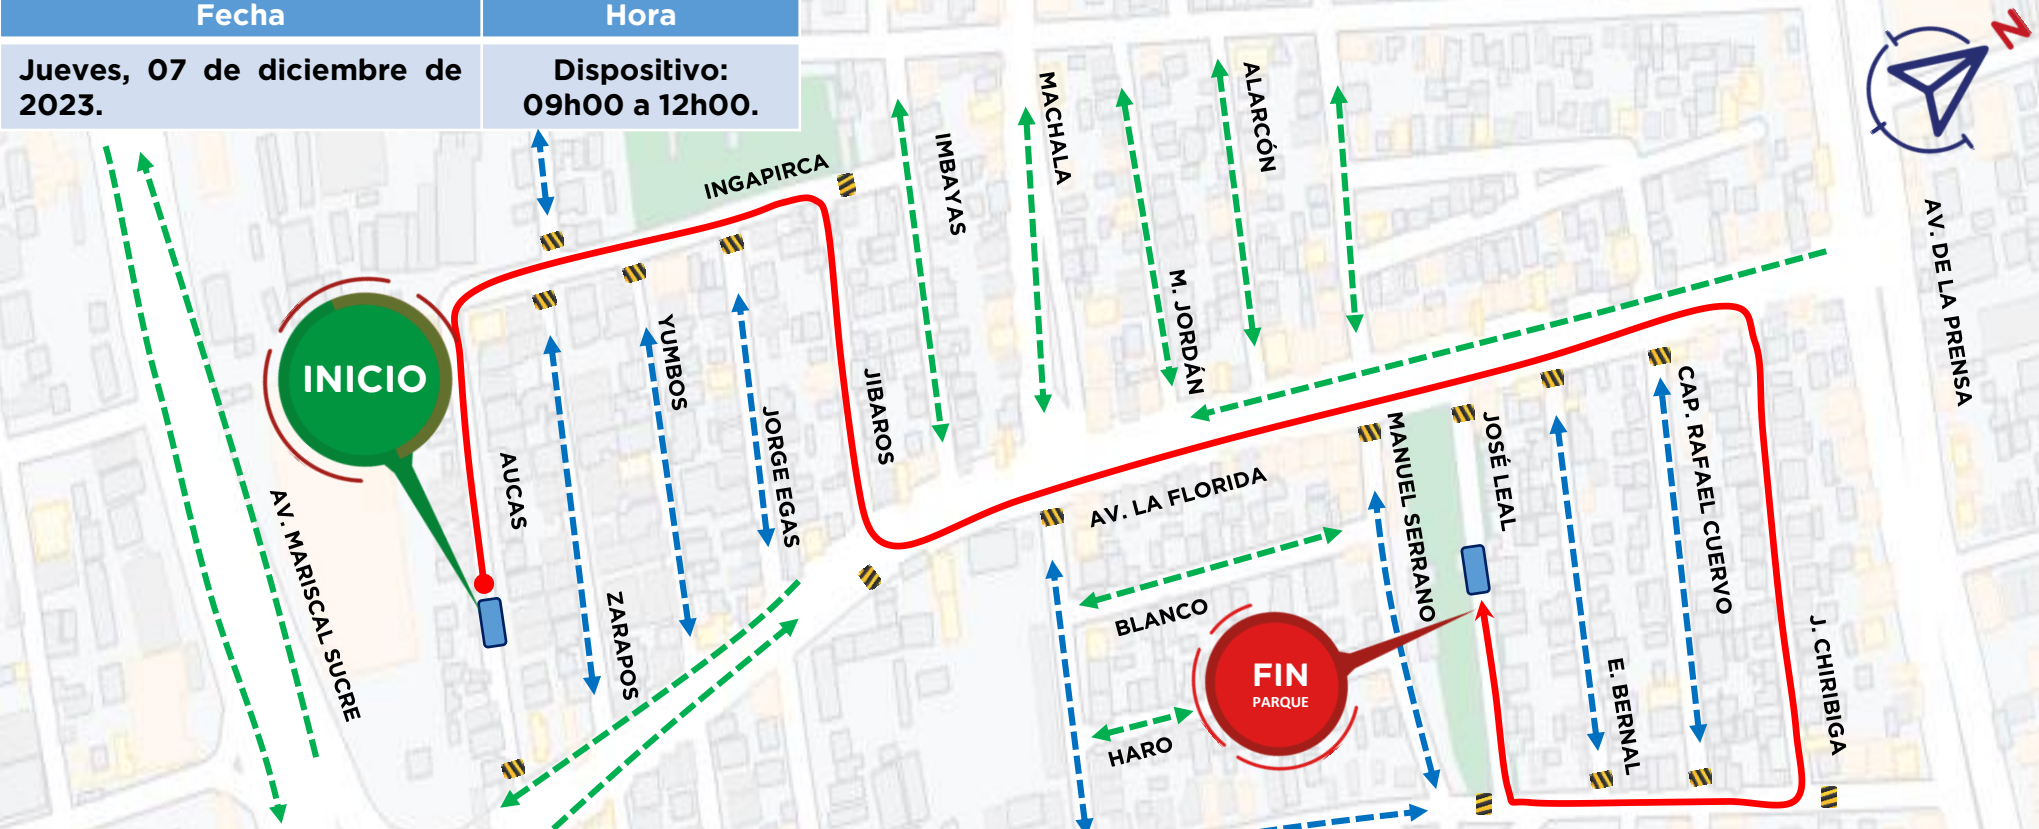 Fecha
Hora
Jueves, 07 de diciembre de
2023.
Dispositivo:
09h00 a 12h00.
N
INGAPIRCA
IMBAYAS
MACHALA
ALARCÓN
M. JORDÁN
AV. DE LA PRENSA
INICIO
YUMBOS
JORGE EGAS
JIBAROS
AUCAS
ZARAPOS
AV. MARISCAL SUCRE
AV. LA FLORIDA
MANUEL SERRANO
JOSÉ LEAL
CAP. RAFAEL CUERVO
BLANCO
HARO
FIN
PARQUE
E. BERNAL
J. CHIRIBIGA